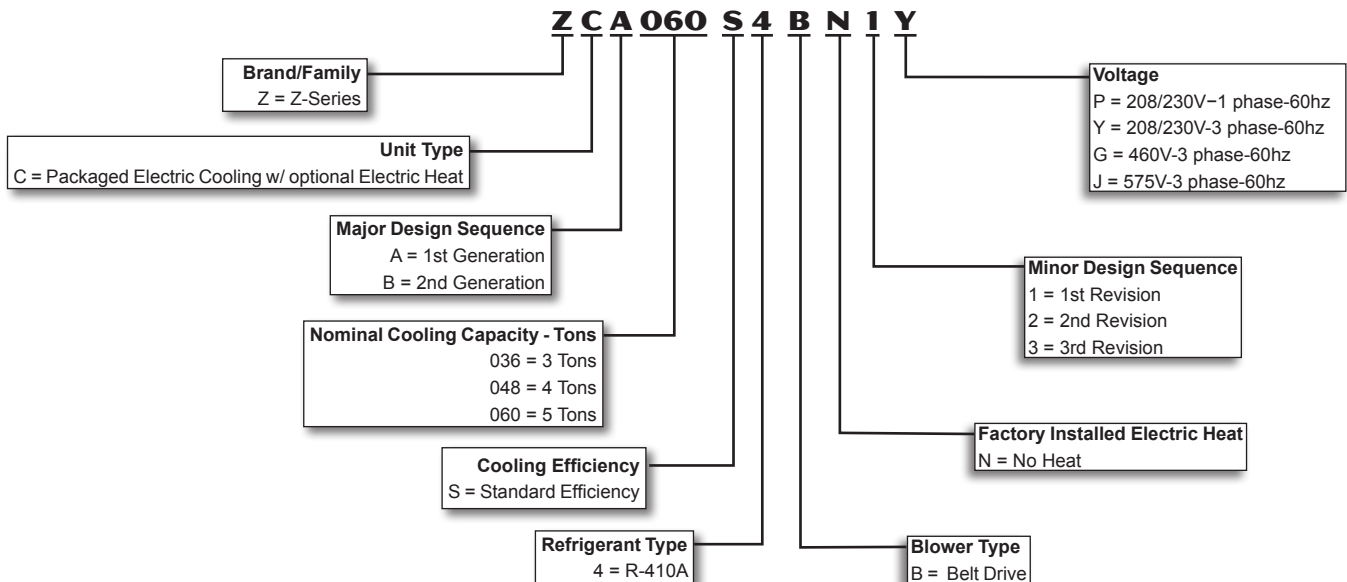 Z C A 060 S 4 B N 1 Y
Brand/Family
Z = Z-Series
Unit Type
C = Packaged Electric Cooling w/ optional Electric Heat
Major Design Sequence
A = 1st Generation
B = 2nd Generation
Nominal Cooling Capacity - Tons
036 = 3 Tons
048 = 4 Tons
060 = 5 Tons
Cooling Efficiency
S = Standard Efficiency
Refrigerant Type
4 = R-410A
Voltage
P = 208/230V−1 phase-60hz
Y = 208/230V-3 phase-60hz
G = 460V-3 phase-60hz
J = 575V-3 phase-60hz
Minor Design Sequence
1 = 1st Revision
2 = 2nd Revision
3 = 3rd Revision
Factory Installed Electric Heat
N = No Heat
Blower Type
B = Belt Drive